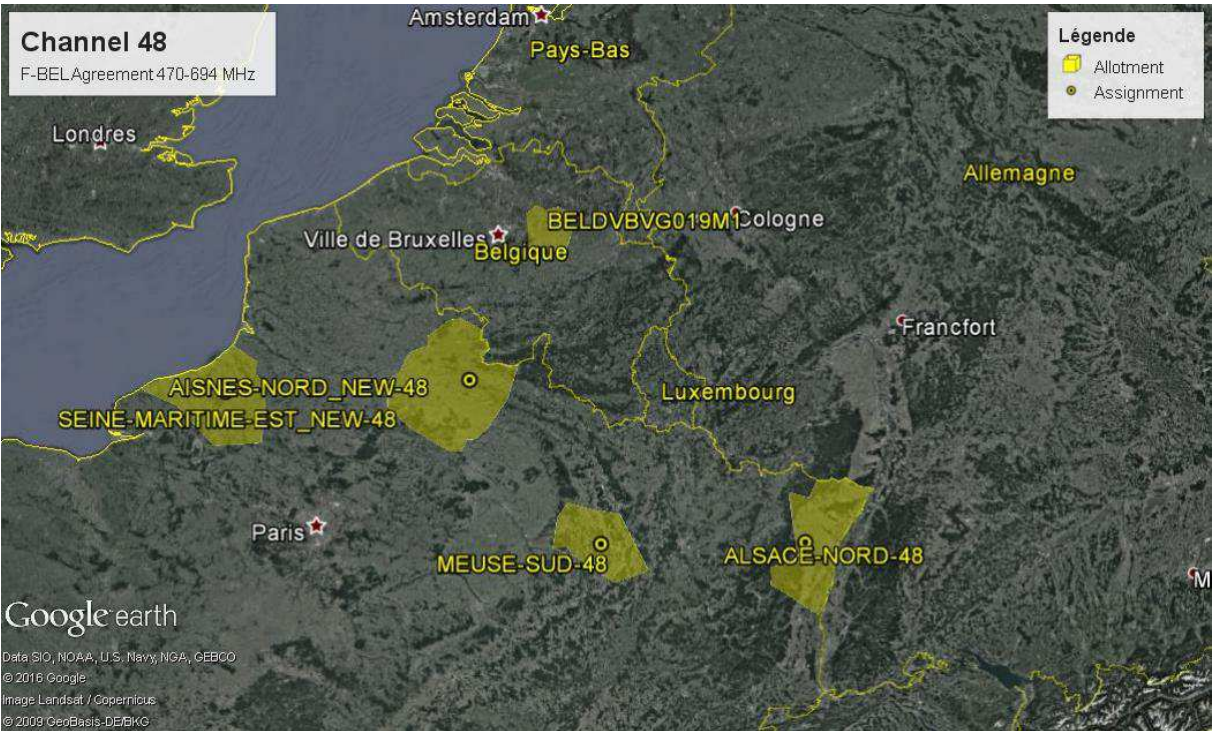 Channel 48
F-BEL Agreement 470-694 MHz
Légende
Allotment
Assignment
Amsterdam
Pays-Bas
Londres
Allemagne
BELDVBVG019M1
Cologne
Ville de Bruxelles
Belgique
Francfort
AISNES-NORD_NEW-48
Luxembourg
SEINE-MARITIME-EST_NEW-48
Paris
MEUSE-SUD-48
ALSACE-NORD-48
M
Google earth
Data SIO, NOAA, U.S. Navy, NGA, GEBCO
© 2016 Google
Image Landsat / Copernicus
© 2009 GeoBasis-DE/BKG